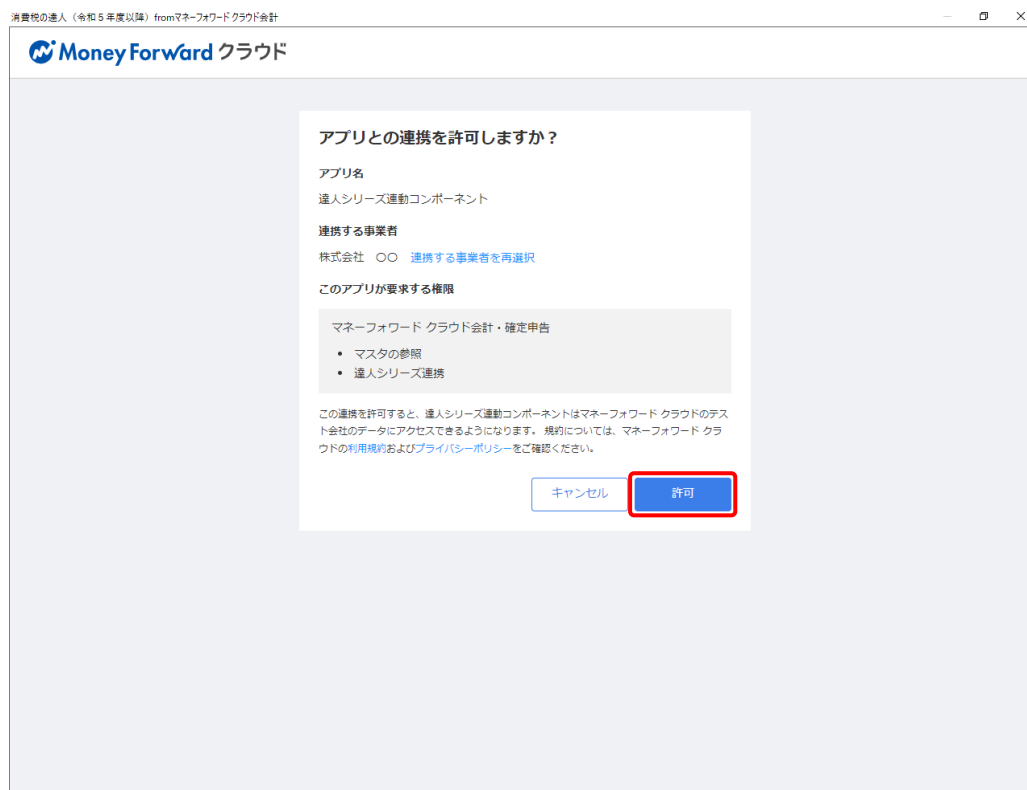 消費税の達人（令和５年度以降）fromマネーフォワードクラウド会計
Money Forward クラウド
アプリとの連携を許可しますか？
アプリ名
達人シリーズ連動コンポーネント
連携する事業者
株式会社　〇〇　連携する事業者を再選択
このアプリが要求する権限
マネーフォワード クラウド会計・確定申告
• マスタの参照
• 達人シリーズ連携
この連携を許可すると、達人シリーズ連動コンポーネントはマネーフォワード クラウドのテス
ト会社のデータにアクセスできるようになります。 規約については、マネーフォワード クラ
ウドの利用規約およびプライバシーポリシーをご確認ください。
キャンセル 許可